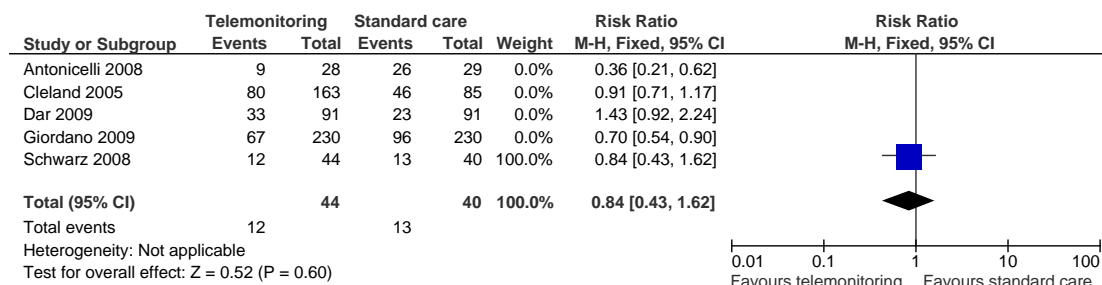 Telemonitoring Standard care Risk Ratio Risk Ratio
Study or Subgroup Events Total Events Total Weight M-H, Fixed, 95% CI M-H, Fixed, 95% CI
Antonicelli 2008 9 28 26 29 0.0% 0.36 [0.21, 0.62]
Cleland 2005 80 163 46 85 0.0% 0.91 [0.71, 1.17]
Dar 2009 33 91 23 91 0.0% 1.43 [0.92, 2.24]
Giordano 2009 67 230 96 230 0.0% 0.70 [0.54, 0.90]
Schwarz 2008 12 44 13 40 100.0% 0.84 [0.43, 1.62]
Total (95% CI) 44 40 100.0% 0.84 [0.43, 1.62]
Total events 12 13
Heterogeneity: Not applicable
Test for overall effect: Z = 0.52 (P = 0.60)
0.01 0.1 1 10 100
Favours telemonitoring Favours standard care